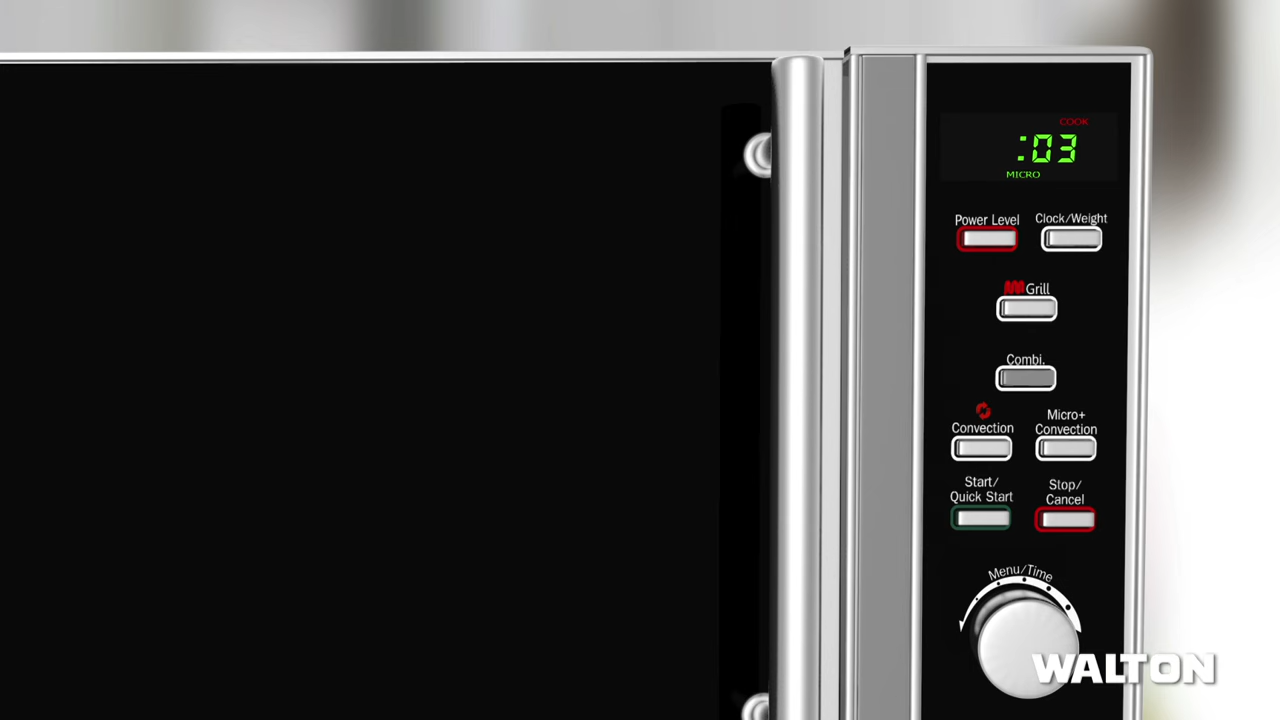 COOK
:03
MICRO
Power Level
Clock/Weight
Grill
Combi.
Convection
Micro+
Convection
Start/
Quick Start
Stop/
Cancel
Menu/Time
WALTON